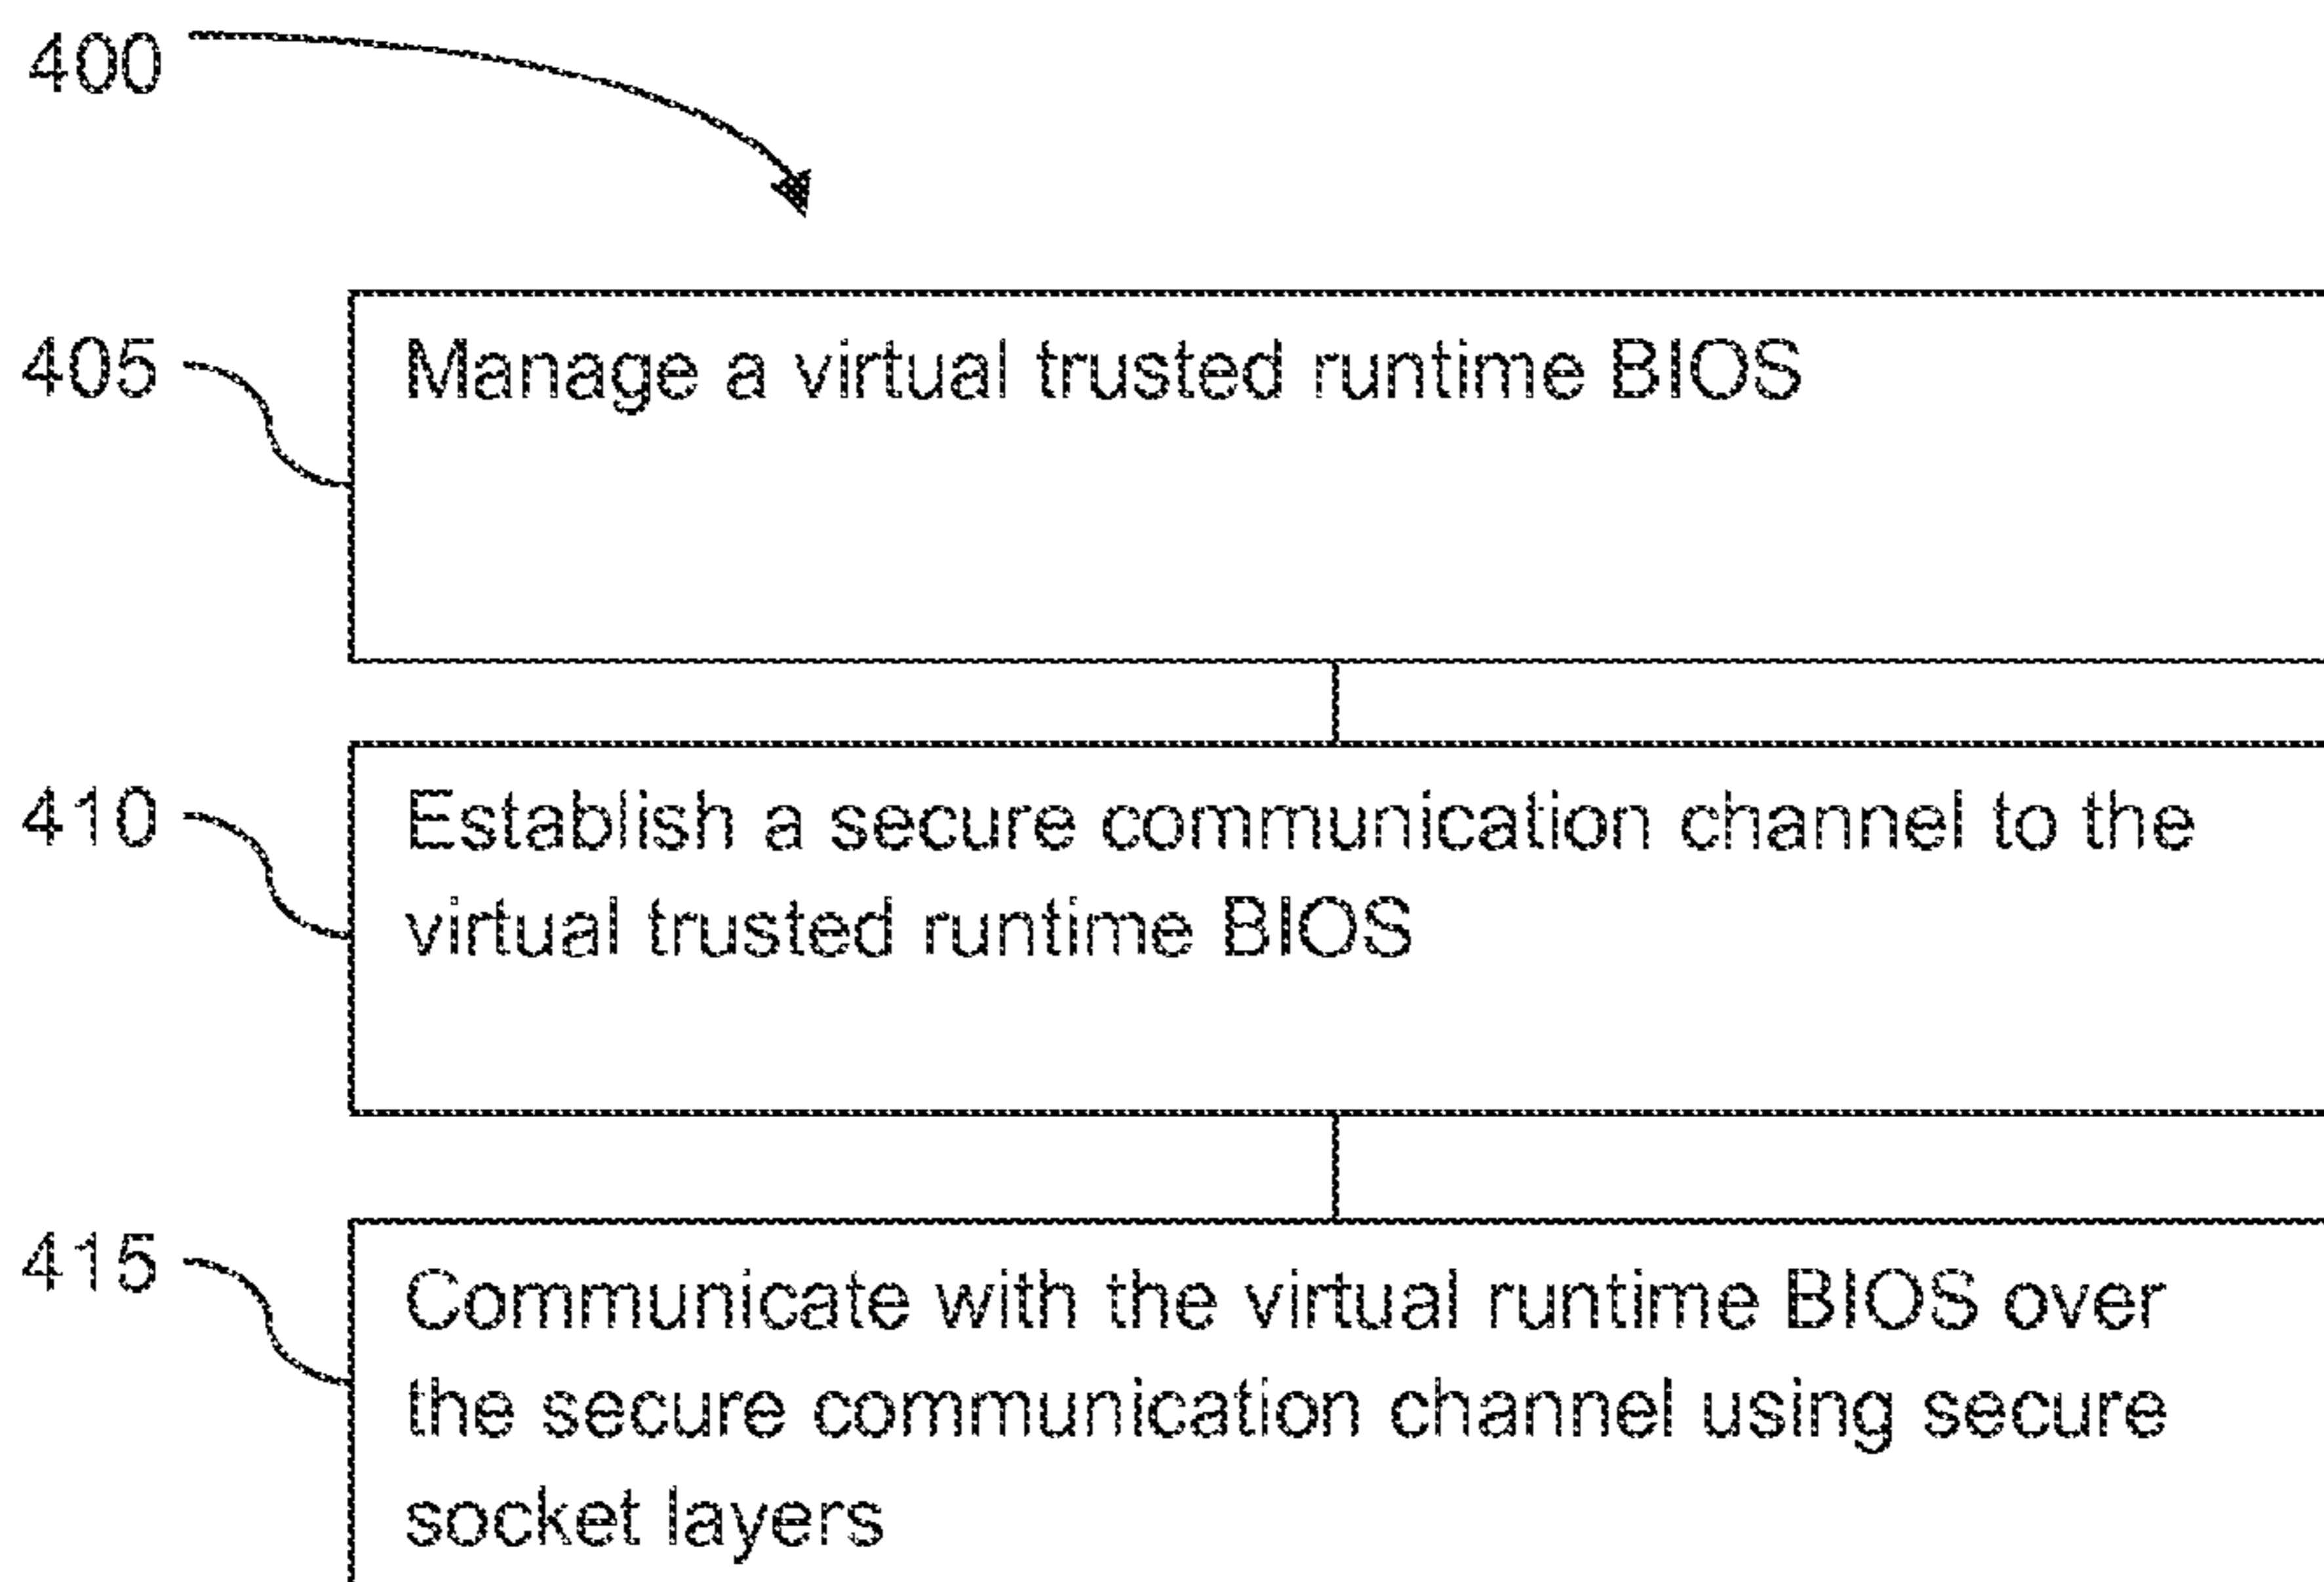 400
405
Manage a virtual trusted runtime BIOS
410
Establish a secure communication channel to the
virtual trusted runtime BIOS
415
Communicate with the virtual runtime BIOS over
the secure communication channel using secure
socket layers